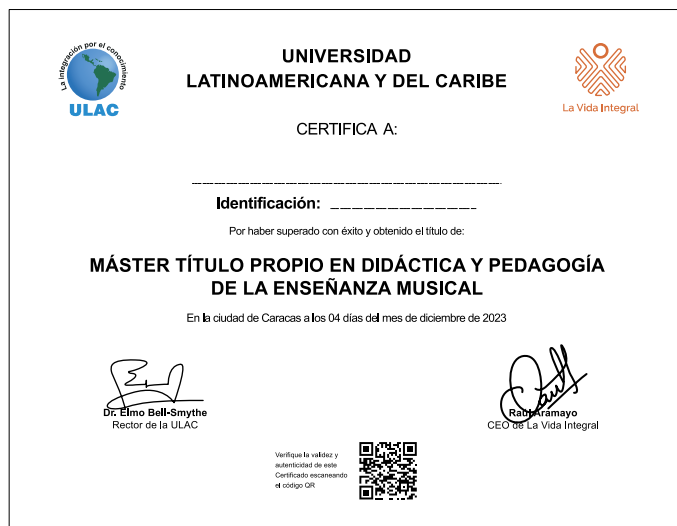 La integración por el conocimiento
ULAC
UNIVERSIDAD
LATINOAMERICANA Y DEL CARIBE
La Vida Integral
CERTIFICA A:
Identificación:
Por haber superado con éxito y obtenido el título de:
MÁSTER TÍTULO PROPIO EN DIDÁCTICA Y PEDAGOGÍA
DE LA ENSEÑANZA MUSICAL
En la ciudad de Caracas a los 04 días del mes de diciembre de 2023
Dr. Elmo Bell-Smythe
Rector de la ULAC
Raúl Aramayo
CEO de La Vida Integral
Verifique la validez y
autenticidad de este
Certificado escaneando
el código QR